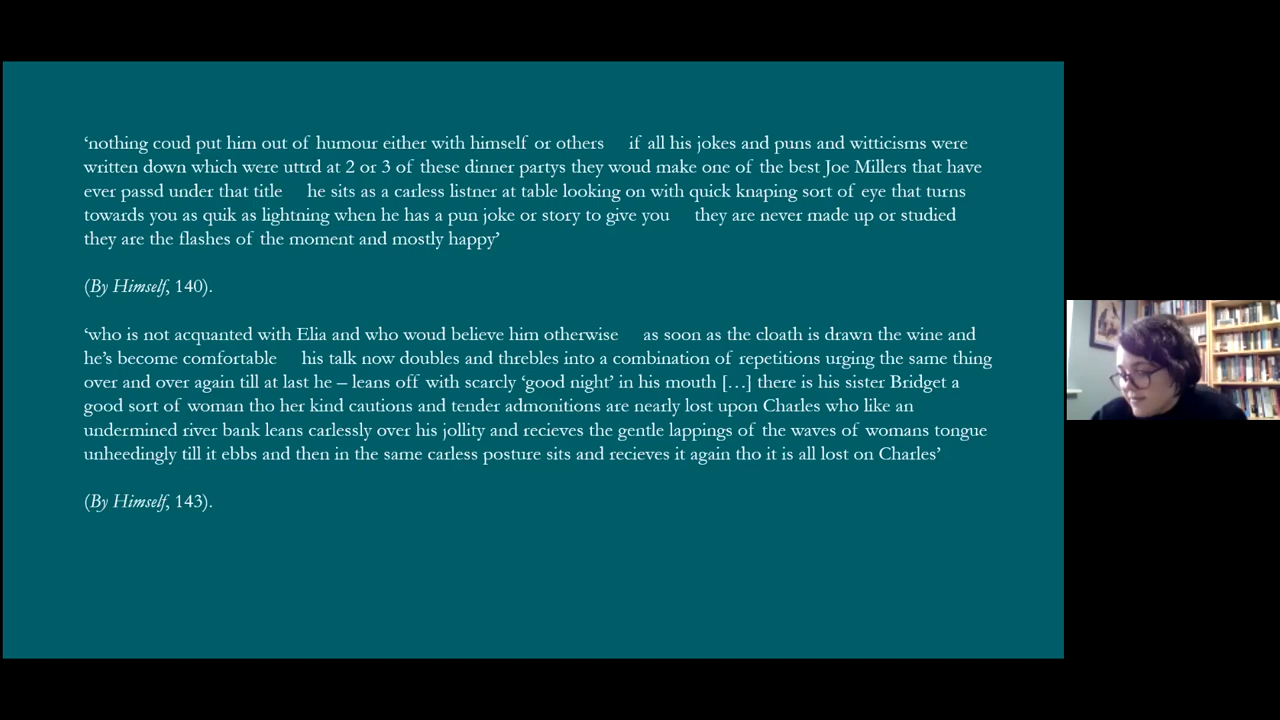 ‘nothing coud put him out of humour either with himself or others     if all his jokes and puns and witticisms were
written down which were uttrd at 2 or 3 of these dinner partys they woud make one of the best Joe Millers that have
ever passd under that title     he sits as a carless listner at table looking on with quick knaping sort of eye that turns
towards you as quik as lightning when he has a pun joke or story to give you     they are never made up or studied
they are the flashes of the moment and mostly happy’
(By Himself, 140).
‘who is not acquanted with Elia and who woud believe him otherwise     as soon as the cloath is drawn the wine and
he’s become comfortable     his talk now doubles and threbles into a combination of repetitions urging the same thing
over and over again till at last he – leans off with scarcly ‘good night’ in his mouth […] there is his sister Bridget a
good sort of woman tho her kind cautions and tender admonitions are nearly lost upon Charles who like an
undermined river bank leans carlessly over his jollity and recieves the gentle lappings of the waves of womans tongue
unheedingly till it ebbs and then in the same carless posture sits and recieves it again tho it is all lost on Charles’
(By Himself, 143).